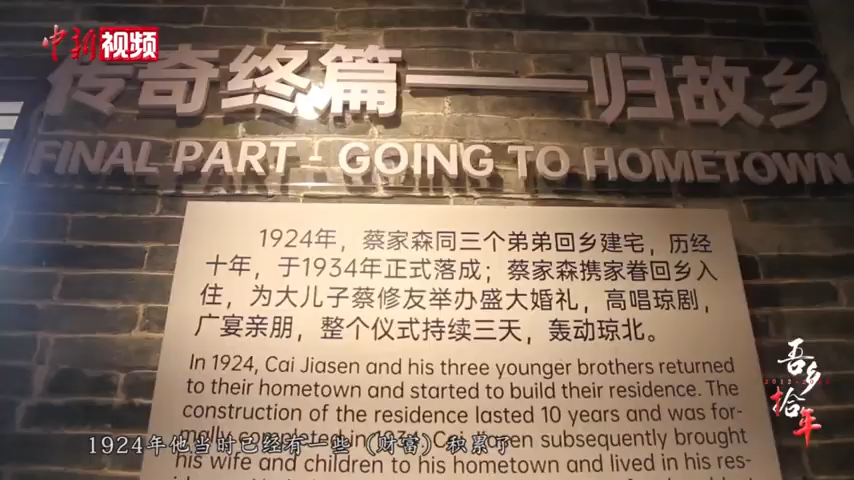 中新视频
传奇终篇——归故乡
FINAL PART - GOING TO HOMETOWN
1924年，蔡家森同三个弟弟回乡建宅，历经
十年，于1934年正式落成；蔡家森携家眷回乡入
住，为大儿子蔡修友举办盛大婚礼，高唱琼剧，
广宴亲朋，整个仪式持续三天，轰动琼北。
In 1924, Cai Jiasen and his three younger brothers returned
to their hometown and started to build their residence. The
construction of the residence lasted 10 years and was for-
mally completed in 1934. Cai Jiasen subsequently brought
his wife and children to his hometown and lived in his res-
1924年他当时已经有一些（财富）积累了
吾乡
拾年